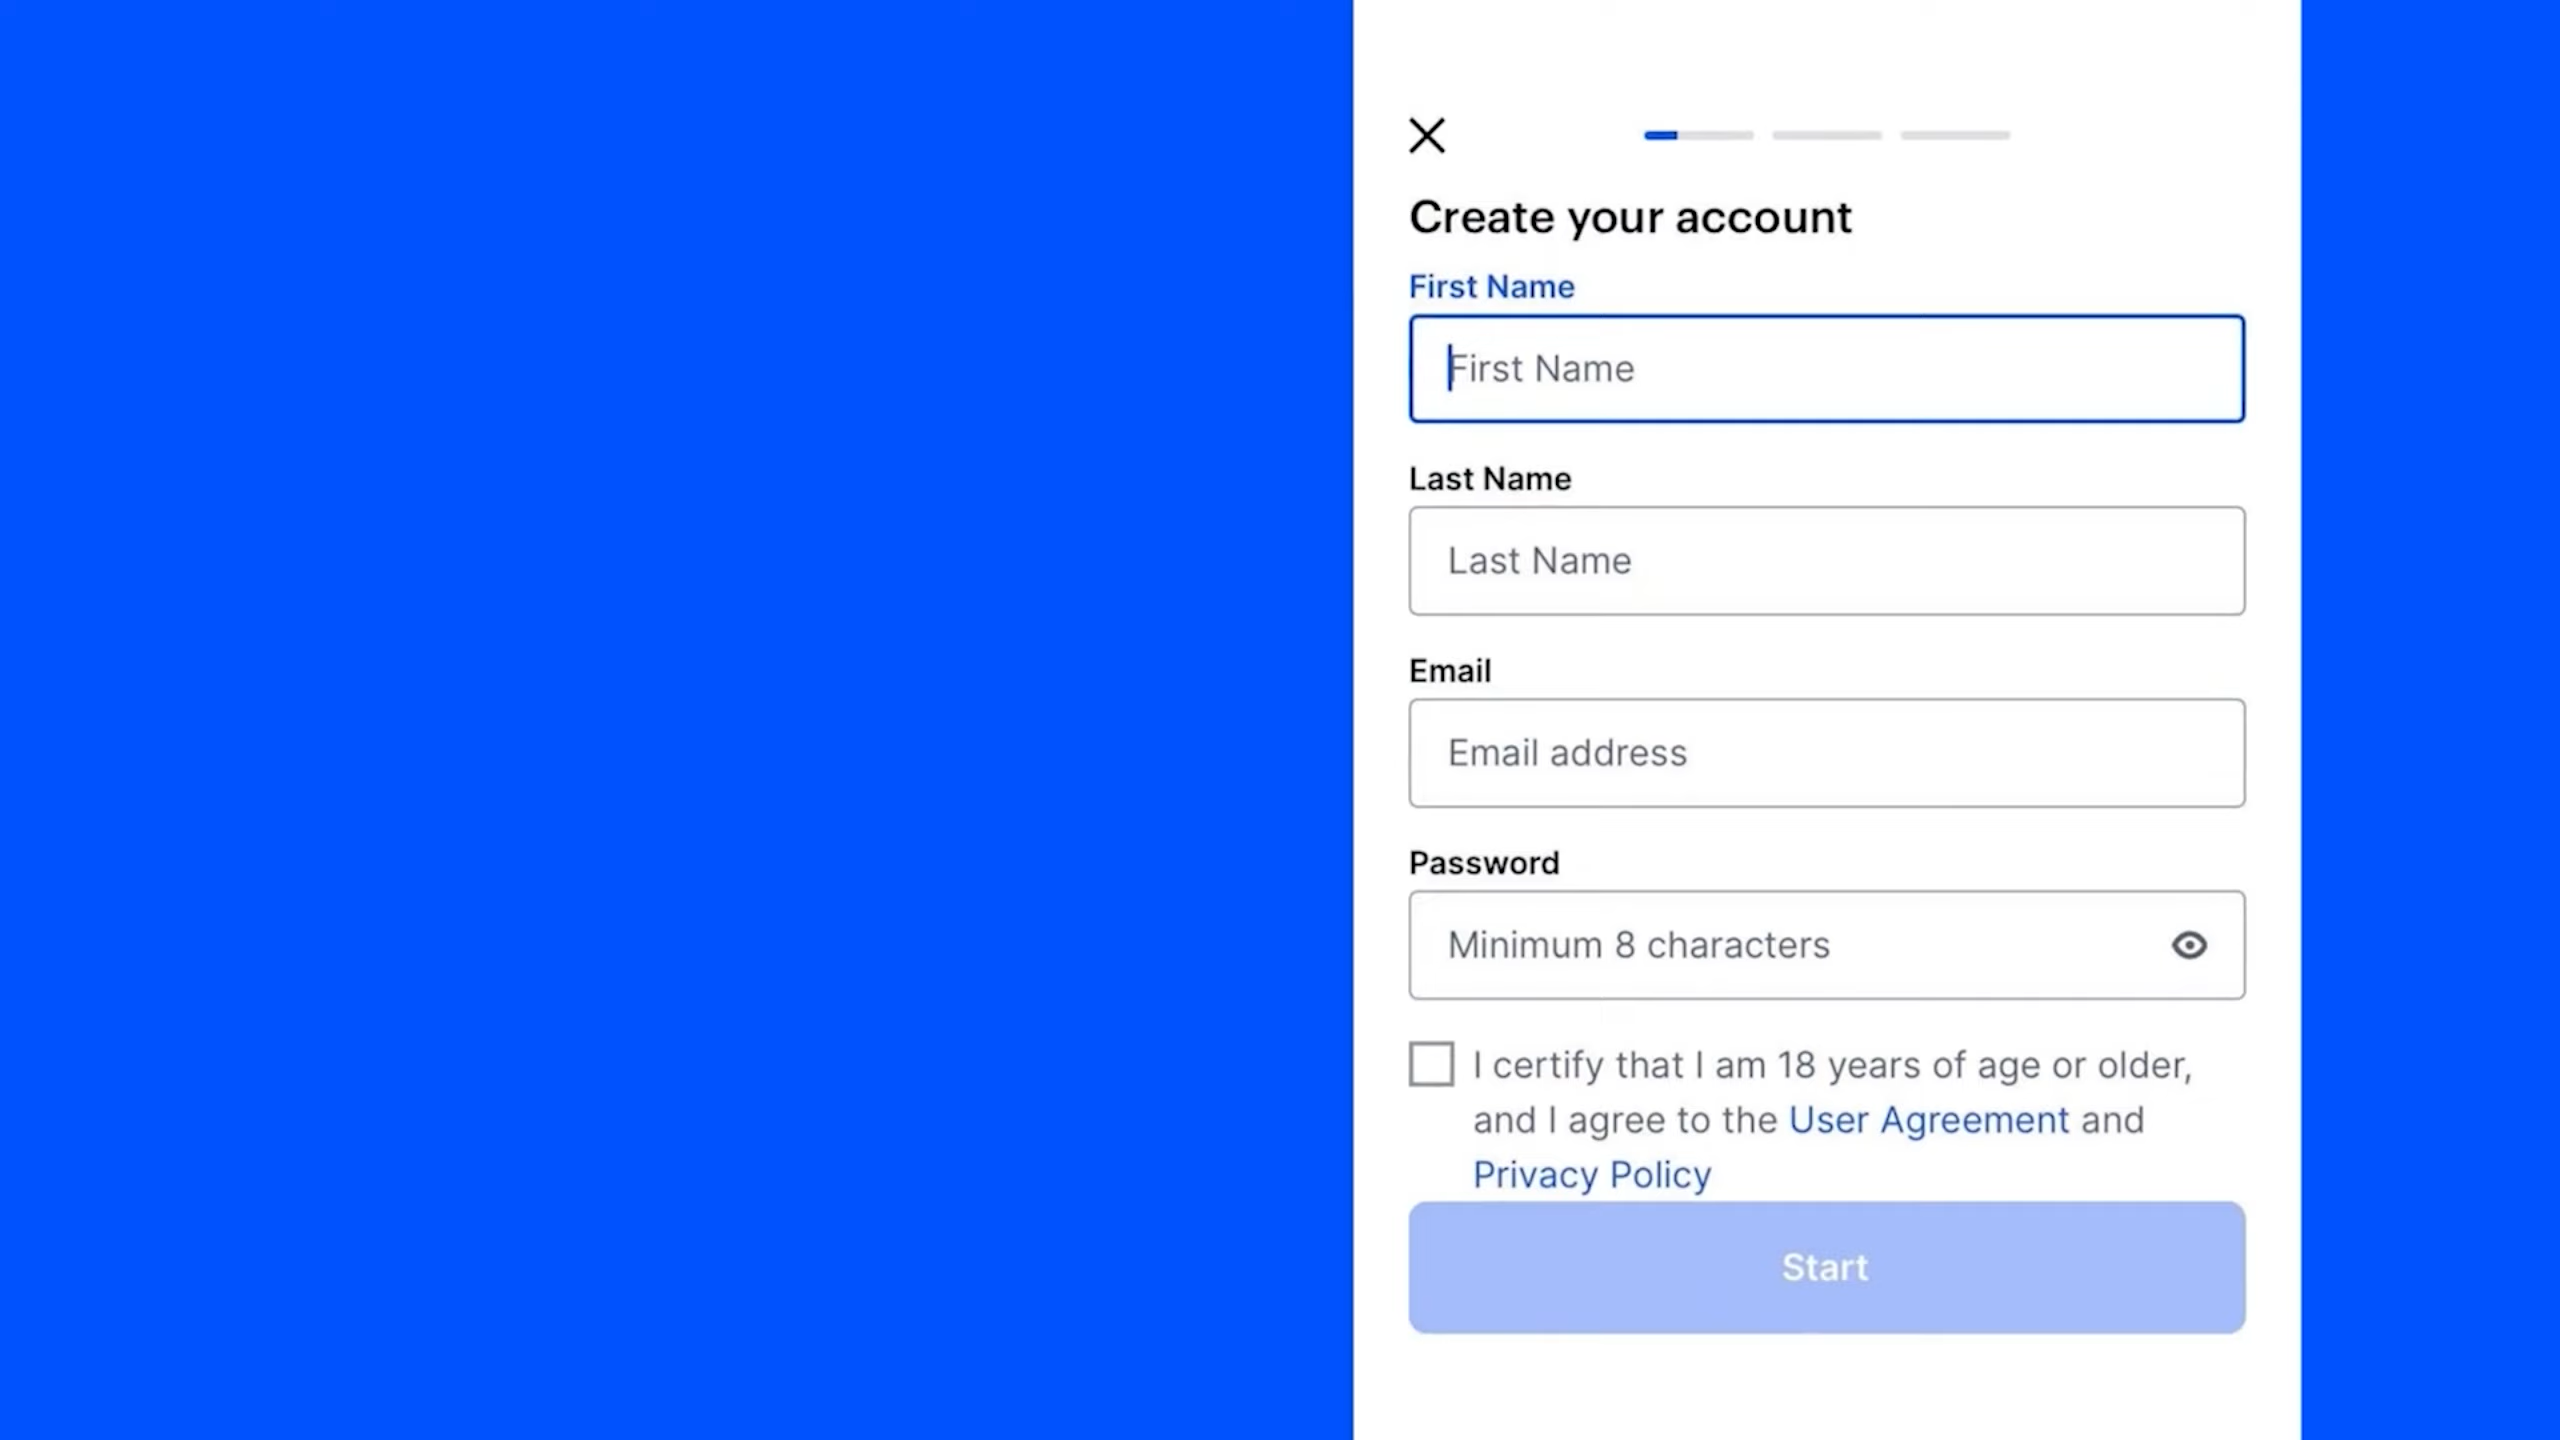 Create your account
First Name
First Name
Last Name
Last Name
Email
Email address
Password
Minimum 8 characters
I certify that I am 18 years of age or older,
and I agree to the User Agreement and
Privacy Policy
Start